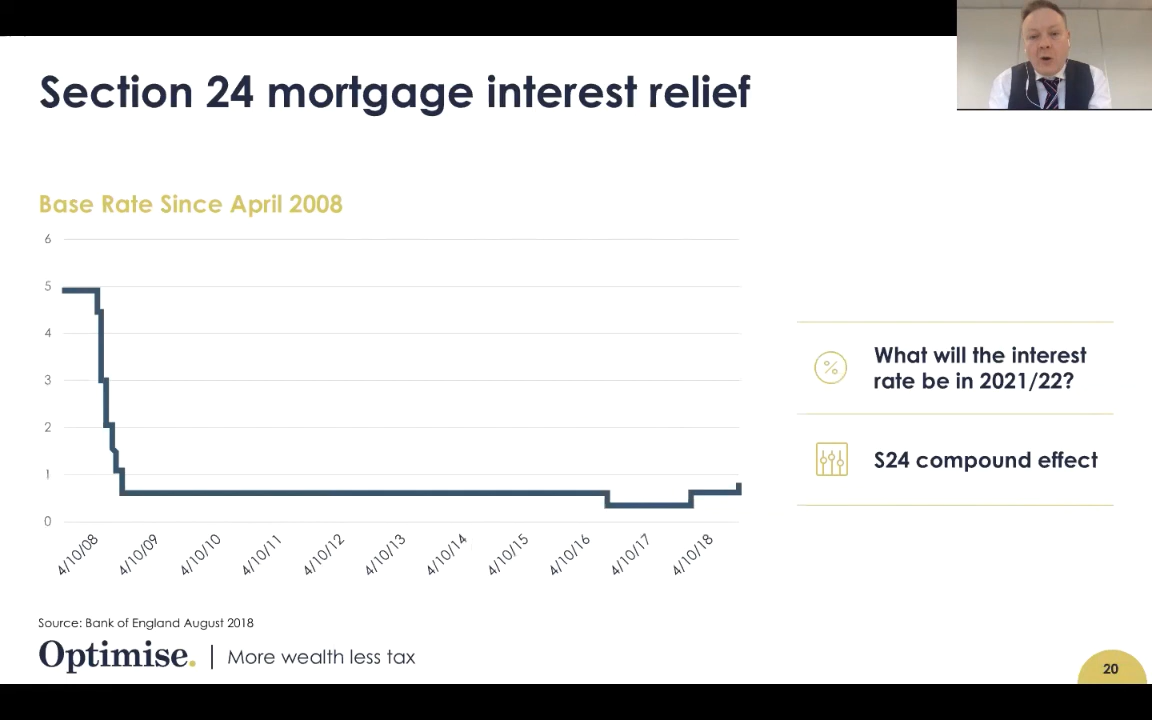 Section 24 mortgage interest relief
Base Rate Since April 2008
6
5
4
3
2
1
0
4/10/08
4/10/09
4/10/10
4/10/11
4/10/12
4/10/13
4/10/14
4/10/15
4/10/16
4/10/17
4/10/18
%
What will the interest
rate be in 2021/22?
S24 compound effect
Source: Bank of England August 2018
Optimise. | More wealth less tax
20